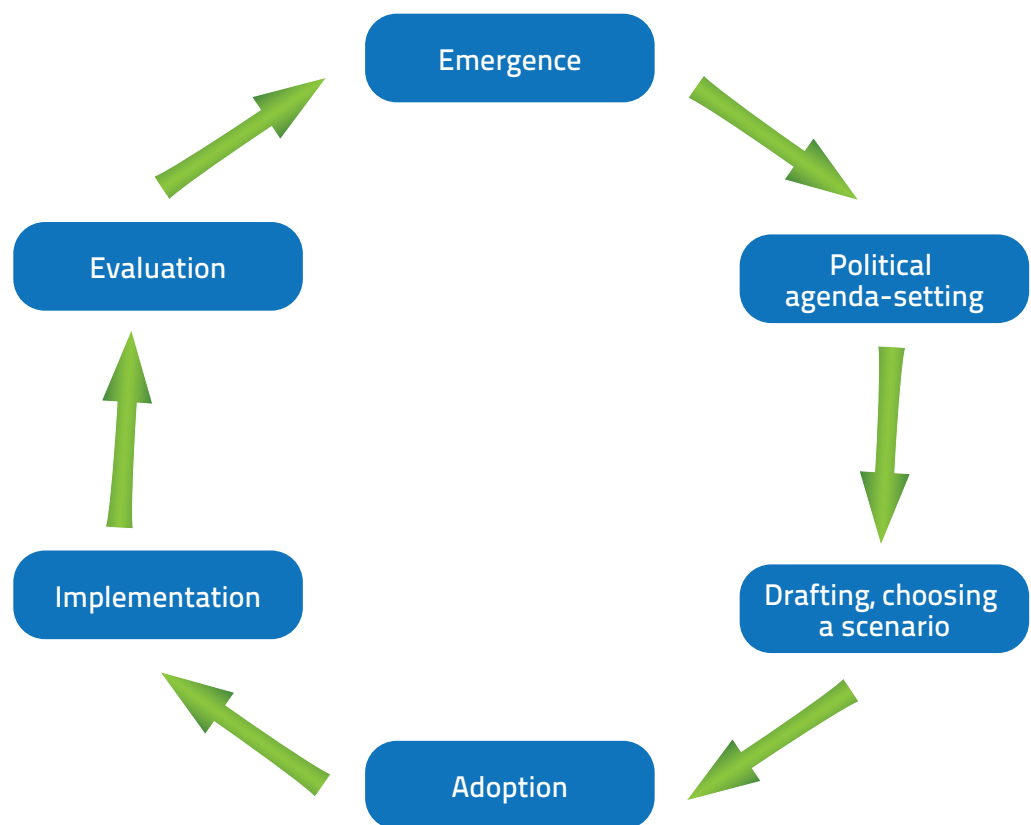 Emergence
Political
agenda-setting
Drafting, choosing
a scenario
Adoption
Implementation
Evaluation